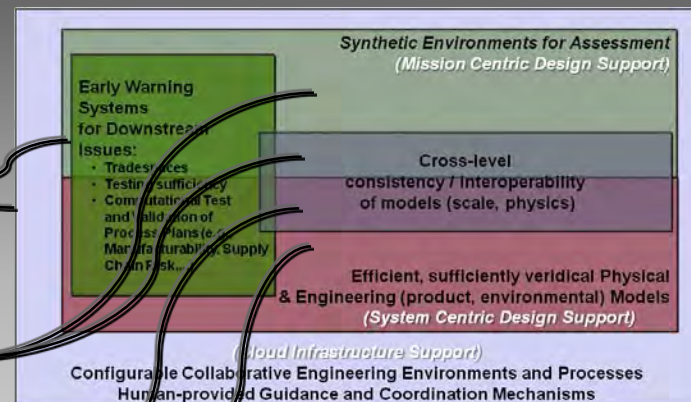 Synthetic Environments for Assessment
(Mission Centric Design Support)
Early Warning
Systems
for Downstream
Issues:
• Tradespaces
• Testing sufficiency
• Computational Test
and Validation of
Process Plans (e.g.
Manufacturability, Supply
Chain Risk,...)
Cross-level
consistency / interoperability
of models (scale, physics)
Efficient, sufficiently veridical Physical
& Engineering (product, environmental) Models
(System Centric Design Support)
(Cloud Infrastructure Support)
Configurable Collaborative Engineering Environments and Processes
Human-provided Guidance and Coordination Mechanisms